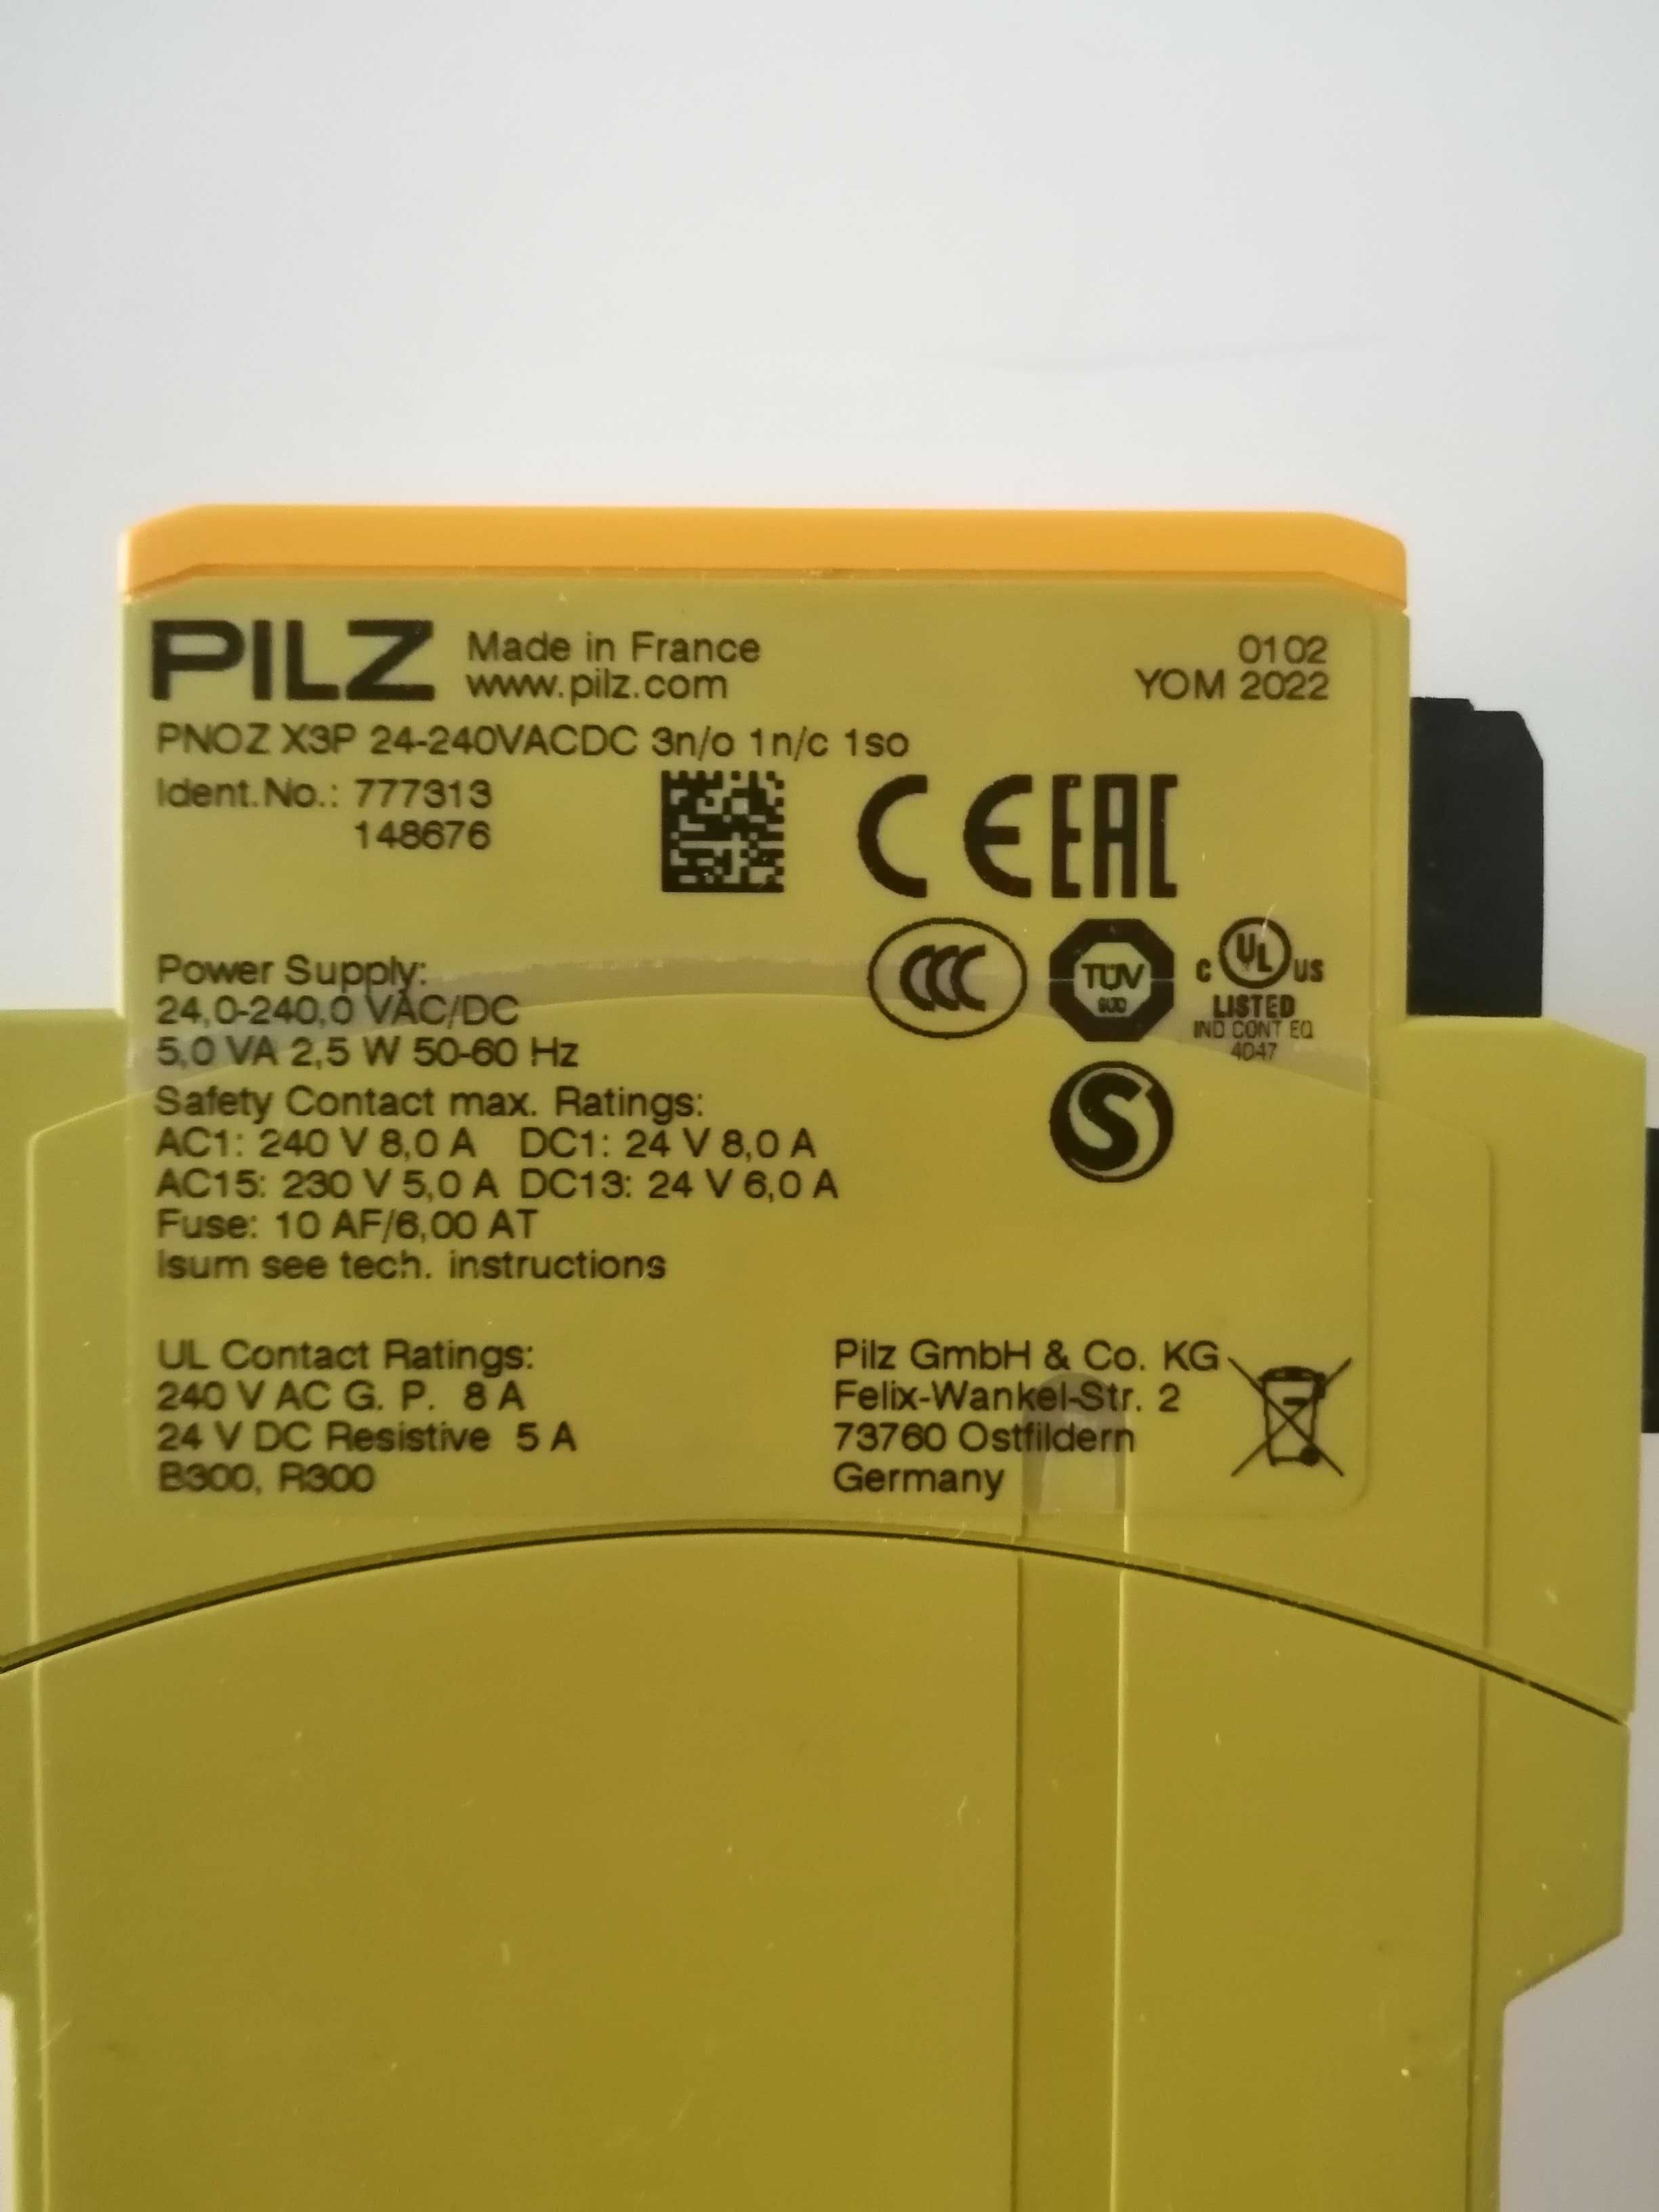 PILZ
Made in France
www.pilz.com
0102
YOM 2022
PNOZ X3P 24-240VACDC 3n/o 1n/c 1so
Ident.No.: 777313
148676
CE EAC
Power Supply:
24,0-240,0 VAC/DC
5,0 VA 2,5 W 50-60 Hz
CCC
TÜV
C UL US
LISTED
IND CONT EQ
4D47
S
Safety Contact max. Ratings:
AC1: 240 V 8,0 A DC1: 24 V 8,0 A
AC15: 230 V 5,0 A DC13: 24 V 6,0 A
Fuse: 10 AF/6,00 AT
Isum see tech. instructions
UL Contact Ratings:
240 V AC G. P. 8 A
24 V DC Resistive 5 A
B300, R300
Pilz GmbH & Co. KG
Felix-Wankel-Str. 2
73760 Ostfildern
Germany